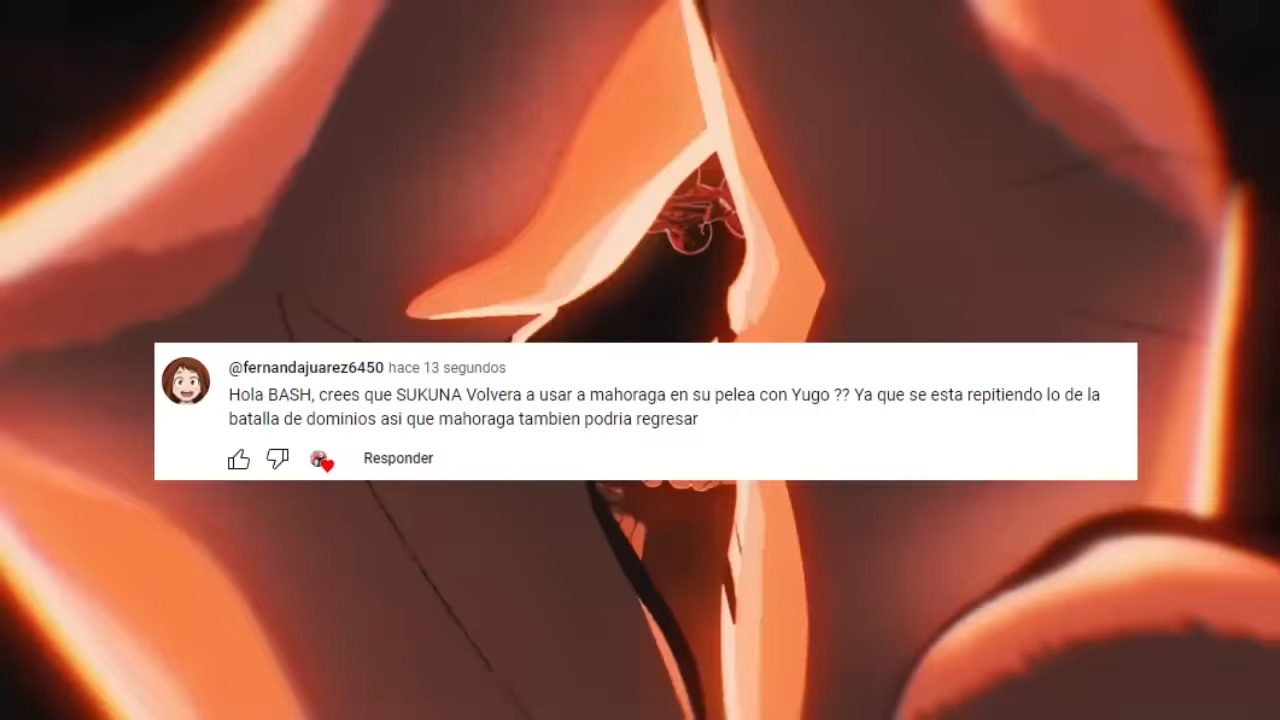 @fernandajuarez6450 hace 13 segundos
Hola BASH, crees que SUKUNA Volvera a usar a mahoraga en su pelea con Yugo ?? Ya que se esta repitiendo lo de la
batalla de dominios asi que mahoraga tambien podria regresar
Responder